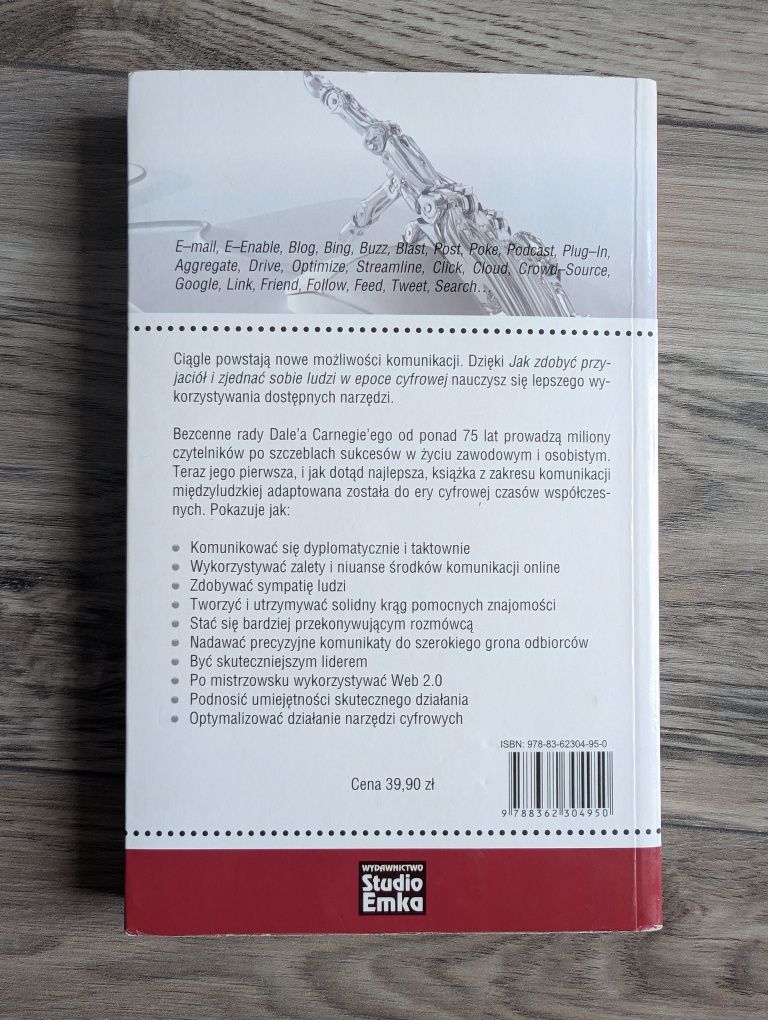 E–mail, E–Enable, Blog, Bing, Buzz, Blast, Post, Poke, Podcast, Plug–In,
Aggregate, Drive, Optimize, Streamline, Click, Cloud, Crowd–Source,
Google, Link, Friend, Follow, Feed, Tweet, Search…
Ciągle powstają nowe możliwości komunikacji. Dzięki Jak zdobyć przy-
jaciół i zjednać sobie ludzi w epoce cyfrowej nauczysz się lepszego wy-
korzystywania dostępnych narzędzi.
Bezcenne rady Dale'a Carnegie'ego od ponad 75 lat prowadzą miliony
czytelników po szczeblach sukcesów w życiu zawodowym i osobistym.
Teraz jego pierwsza, i jak dotąd najlepsza, książka z zakresu komunikacji
międzyludzkiej adaptowana została do ery cyfrowej czasów współczes-
nych. Pokazuje jak:
Komunikować się dyplomatycznie i taktownie
Wykorzystywać zalety i niuanse środków komunikacji online
Zdobywać sympatię ludzi
Tworzyć i utrzymywać solidny krąg pomocnych znajomości
Stać się bardziej przekonywującym rozmówcą
Nadawać precyzyjne komunikaty do szerokiego grona odbiorców
Być skuteczniejszym liderem
Po mistrzowsku wykorzystywać Web 2.0
Podnosić umiejętności skutecznego działania
Optymalizować działanie narzędzi cyfrowych
ISBN: 978-83-62304-95-0
Cena 39,90 zł
9 788362 304950
WYDAWNICTWO
Studio
Emka